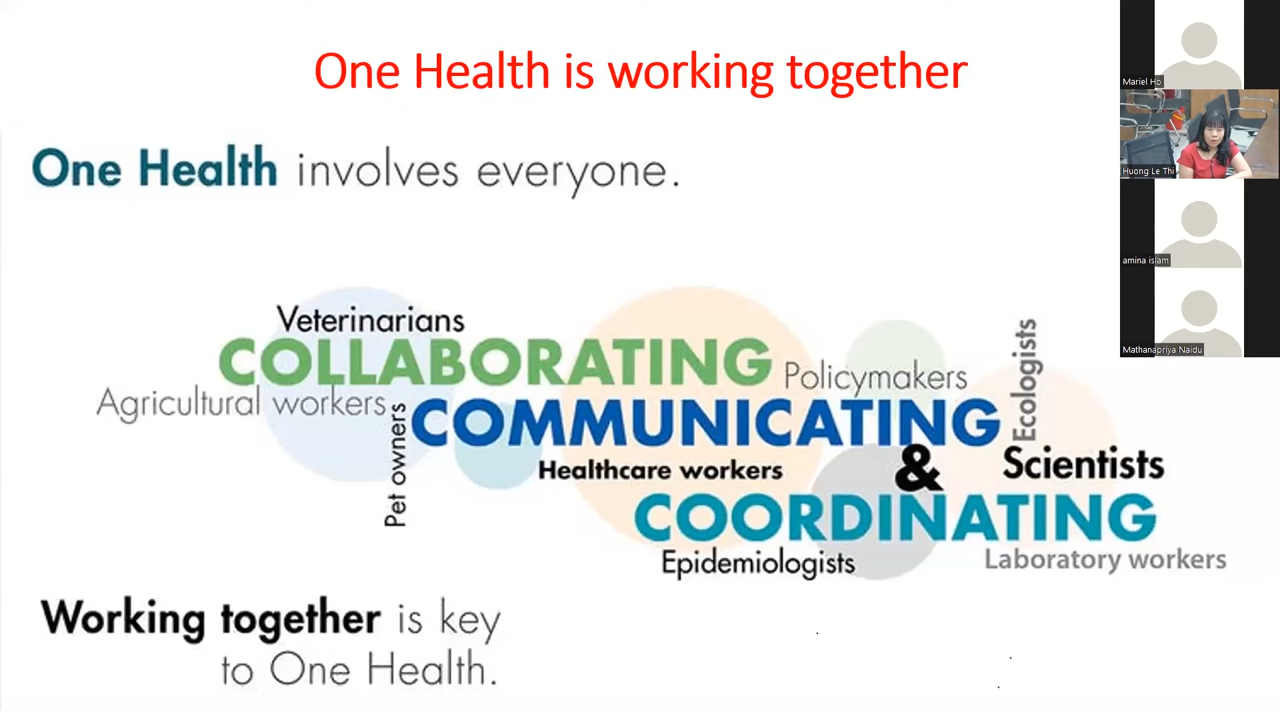 One Health is working together
One Health involves everyone.
Veterinarians
COLLABORATING
Policymakers
Ecologists
Agricultural workers
Pet owners
COMMUNICATING
&
Healthcare workers
Scientists
COORDINATING
Epidemiologists
Laboratory workers
Working together is key
to One Health.
Mariel Ho
Huong Le Thi
amina islam
Mathanapriya Naidu